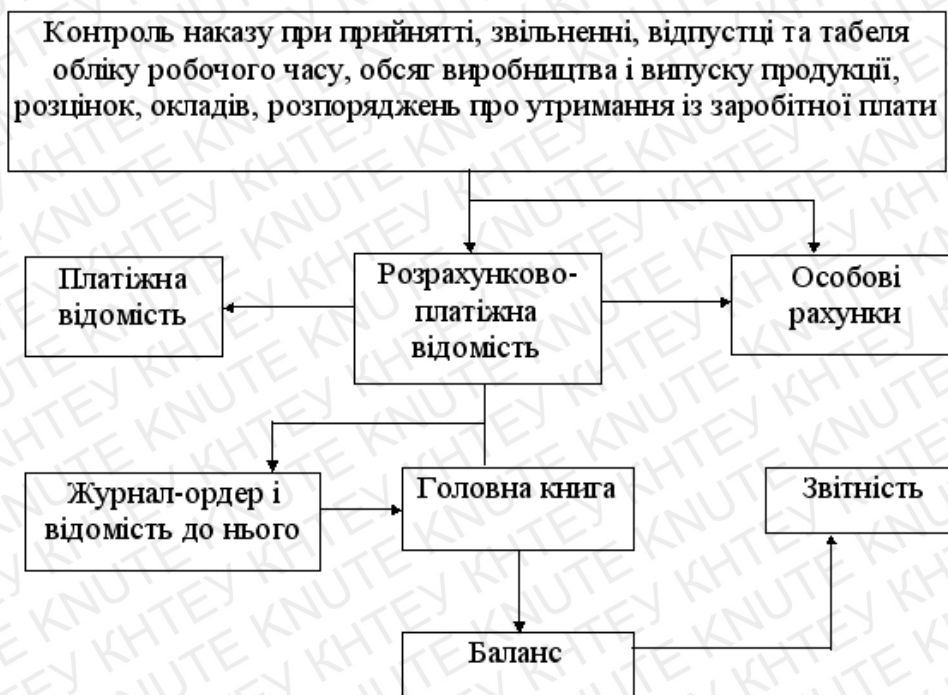 Контроль наказу при прийнятті, звільненні, відпустці та табеля
обліку робочого часу, обсяг виробництва і випуску продукції,
розцінок, окладів, розпоряджень про утримання із заробітної плати
Платіжна
відомість
Розрахунково-
платіжна
відомість
Особові
рахунки
Журнал-ордер і
відомість до нього
Головна книга
Звітність
Баланс
КНТЕУ KNUTE